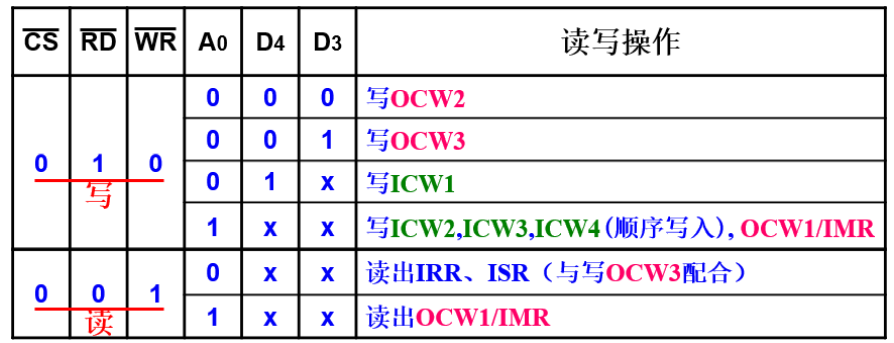 CS RD WR A0 D4 D3 读写操作
0 1 0 写
0 0 0 写OCW2
0 0 1 写OCW3
0 1 x 写ICW1
1 x x 写ICW2,ICW3,ICW4(顺序写入), OCW1/IMR
0 0 1 读
0 x x 读出IRR、ISR（与写OCW3配合）
1 x x 读出OCW1/IMR